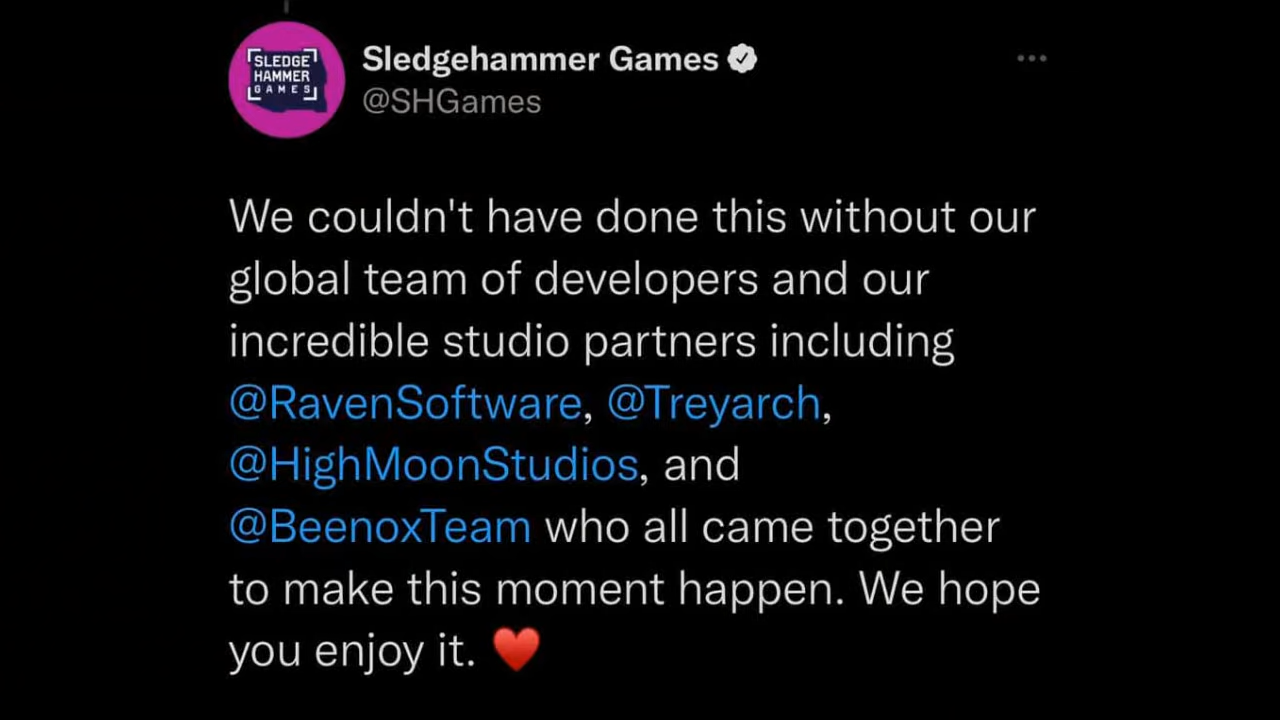 SLEDGE
HAMMER
GAMES
Sledgehammer Games
@SHGames
We couldn't have done this without our
global team of developers and our
incredible studio partners including
@RavenSoftware, @Treyarch,
@HighMoonStudios, and
@BeenoxTeam who all came together
to make this moment happen. We hope
you enjoy it. ❤️